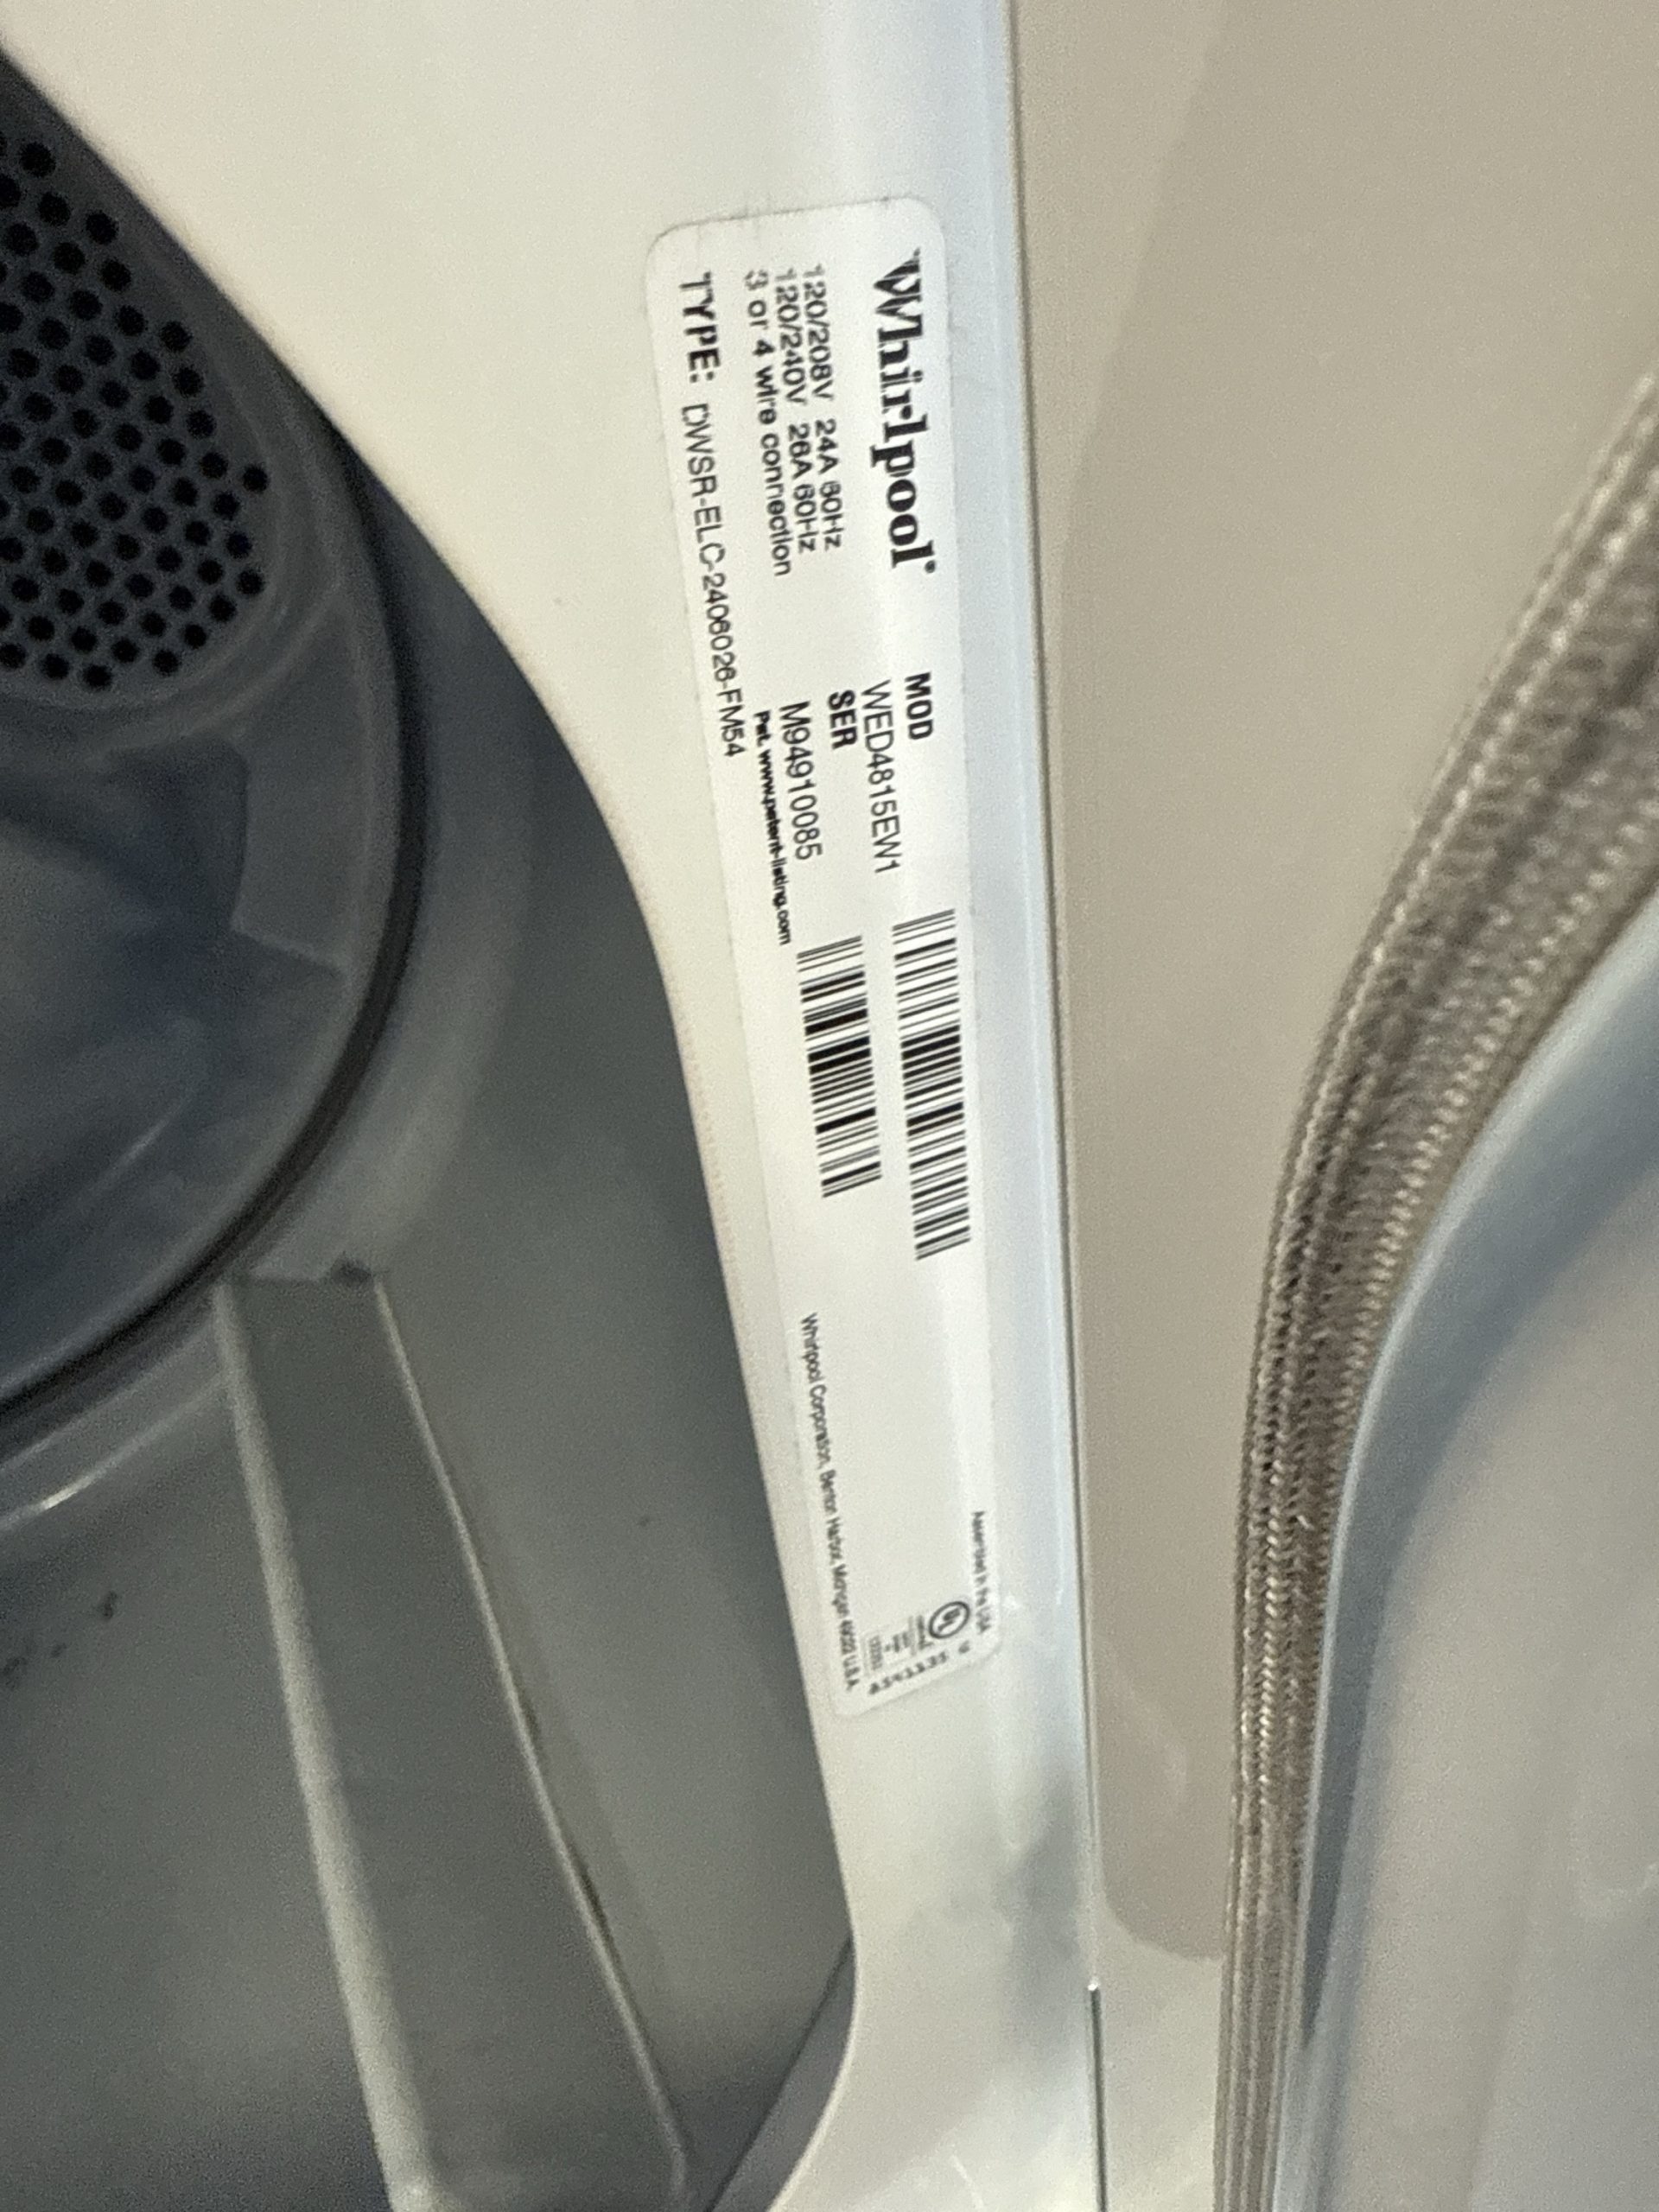 Whirlpool®
120/208V 24A 60Hz
120/240V 26A 60Hz
3 or 4 wire connection
TYPE: DWSR-ELC-2406026-FM54
MOD
WED4815EW1
SER
M94910085
Pat. www.patent-listing.com
Whirlpool Corporation, Benton Harbor, Michigan 49022 U.S.A.
Assembled in the USA
UL